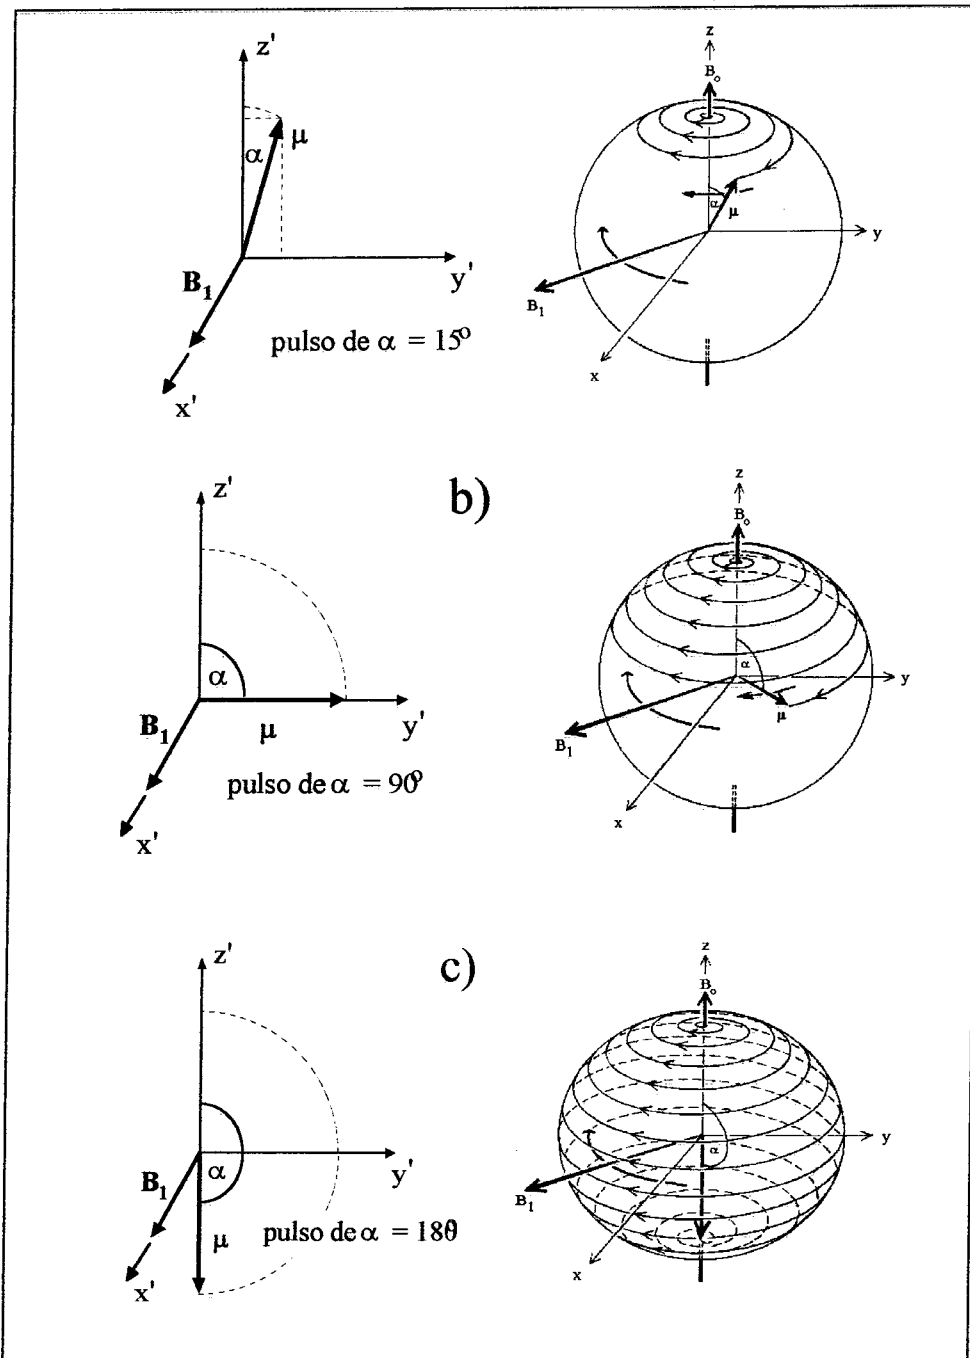 z'
μ
α
B₁
y'
pulso de α = 15º
x'
z
B₀
α
μ
y
B₁
x
b)
z'
α
B₁
μ
y'
pulso de α = 90º
x'
z
B₀
α
y
μ
B₁
x
c)
z'
α
B₁
y'
μ
pulso de α = 180
x'
z
B₀
y
α
B₁
x